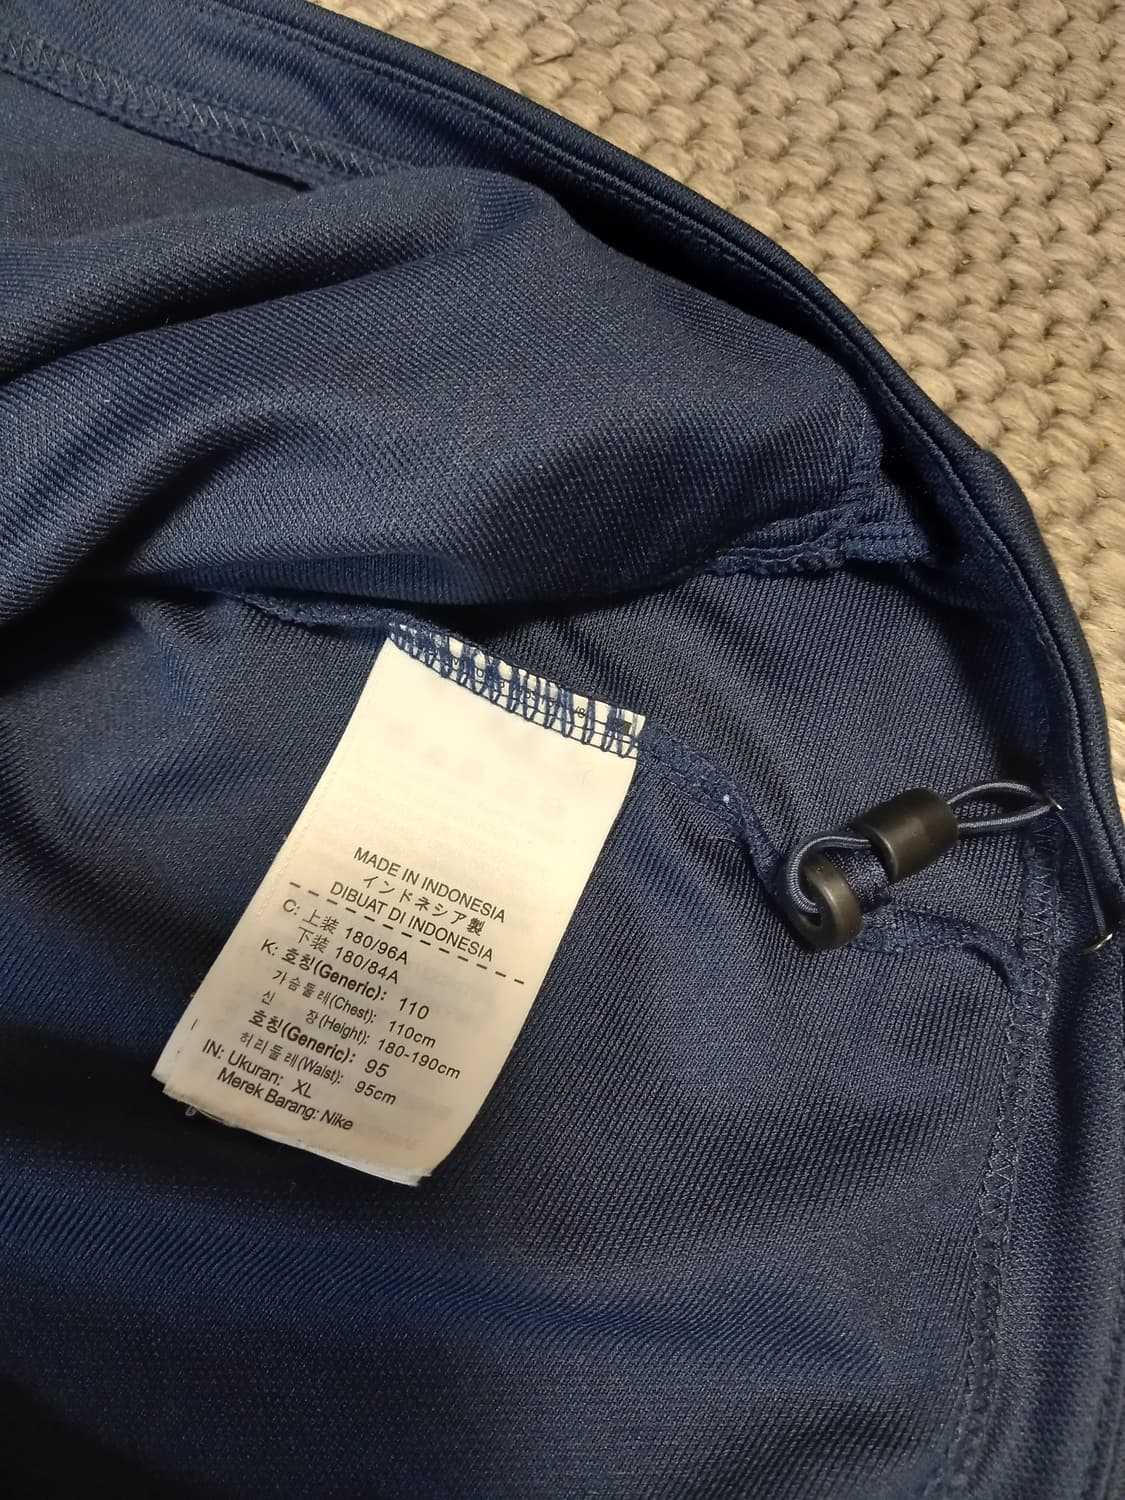 MADE IN INDONESIA
インドネシア製
DIBUAT DI INDONESIA
C: 上装 180/96A
下装 180/84A
K: 호칭(Generic): 110
가슴둘레(Chest): 110cm
신 장(Height): 180-190cm
호칭(Generic): 95
허리둘레(Waist): 95cm
IN: Ukuran: XL
Merek Barang: Nike